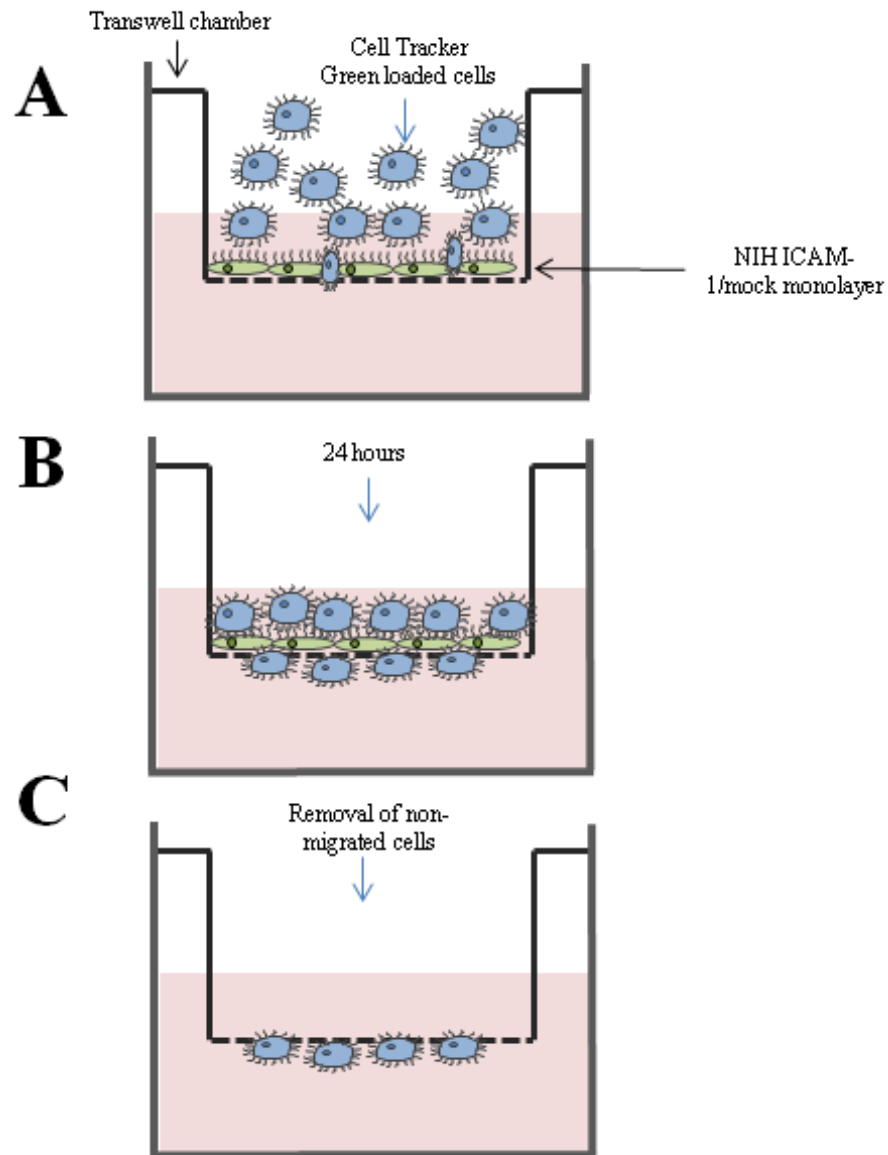 Transwell chamber
A
Cell Tracker
Green loaded cells
NIH ICAM-
1/mock monolayer
B
24 hours
C
Removal of non-
migrated cells